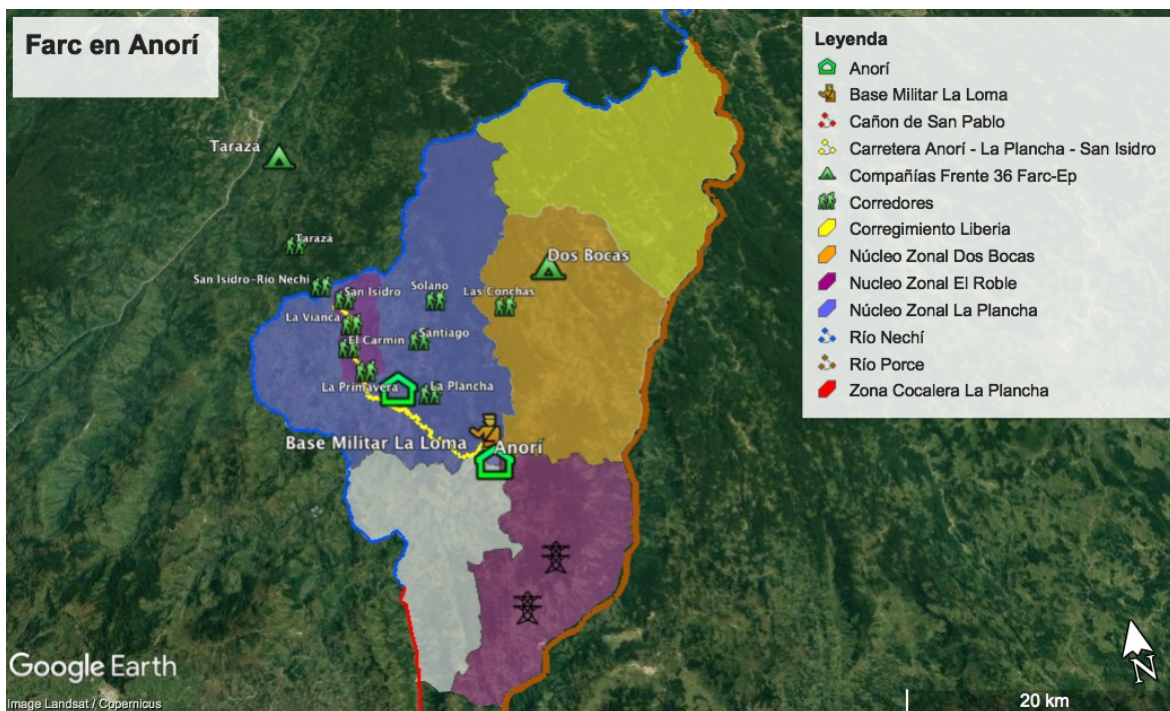 Farc en Anorí
Leyenda
Anorí
Base Militar La Loma
Cañon de San Pablo
Carretera Anorí - La Plancha - San Isidro
Compañías Frente 36 Farc-Ep
Corredores
Corregimiento Liberia
Núcleo Zonal Dos Bocas
Nucleo Zonal El Roble
Núcleo Zonal La Plancha
Río Nechí
Río Porce
Zona Cocalera La Plancha
Tarazá
Tarazá
Dos Bocas
San Isidro-Río Nechi
San Isidro
Solano
Las Conchas
La Vianca
El Carmin
Santiago
La Primavera
La Plancha
Base Militar La Loma
Anorí
Google Earth
Image Landsat / Copernicus
N
20 km